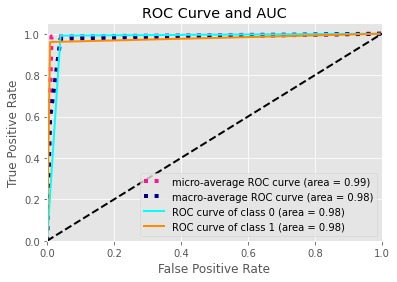 ROC Curve and AUC
True Positive Rate
1.0
0.8
0.6
0.4
0.2
0.0
micro-average ROC curve (area = 0.99)
macro-average ROC curve (area = 0.98)
ROC curve of class 0 (area = 0.98)
ROC curve of class 1 (area = 0.98)
0.0 0.2 0.4 0.6 0.8 1.0
False Positive Rate